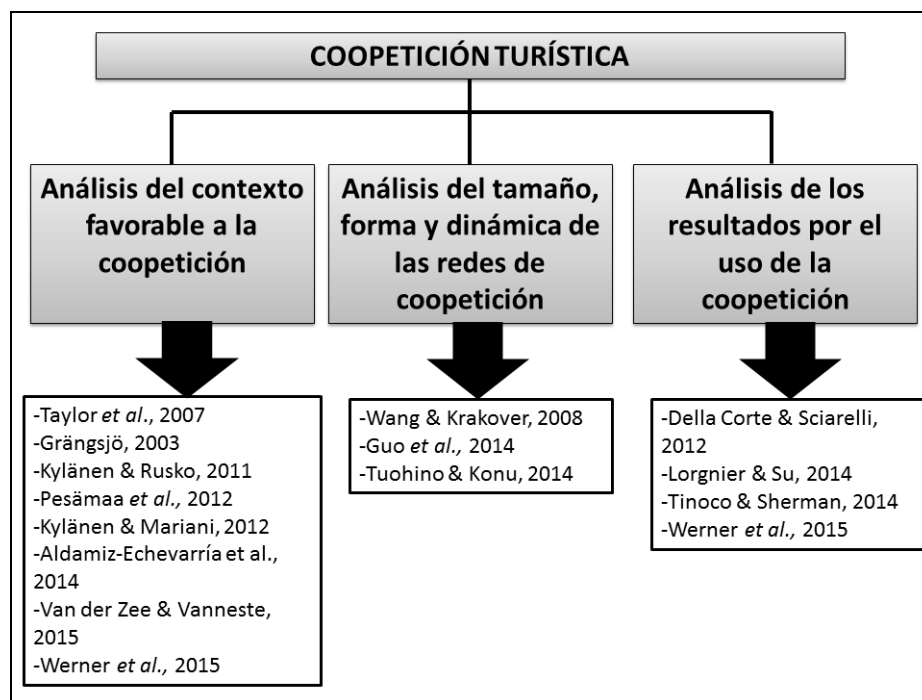 COOPETICIÓN TURÍSTICA
Análisis del contexto
favorable a la
coopetición
Análisis del tamaño,
forma y dinámica de
las redes de
coopetición
Análisis de los
resultados por el
uso de la
coopetición
-Taylor et al., 2007
-Grängsjö, 2003
-Kylänen & Rusko, 2011
-Pesämaa et al., 2012
-Kylänen & Mariani, 2012
-Aldamiz-Echevarría et al.,
2014
-Van der Zee & Vanneste,
2015
-Werner et al., 2015
-Wang & Krakover, 2008
-Guo et al., 2014
-Tuohino & Konu, 2014
-Della Corte & Sciarelli,
2012
-Lorgnier & Su, 2014
-Tinoco & Sherman, 2014
-Werner et al., 2015